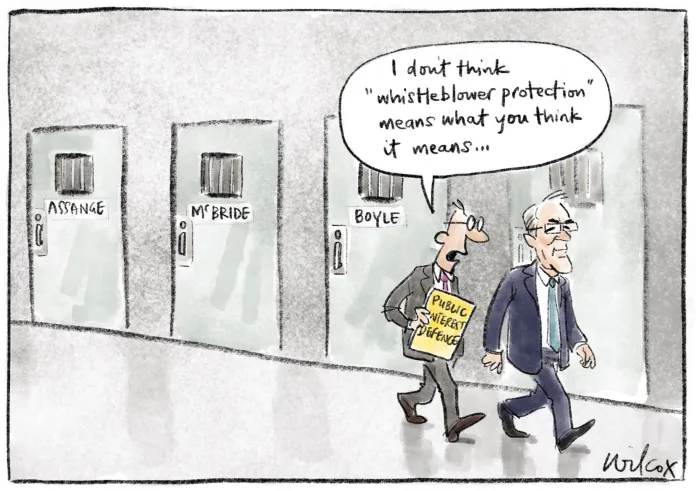 I don't think
"whistleblower protection"
means what you think
it means...
ASSANGE
McBRIDE
BOYLE
PUBLIC
INTEREST
DEFENCE
Wilcox